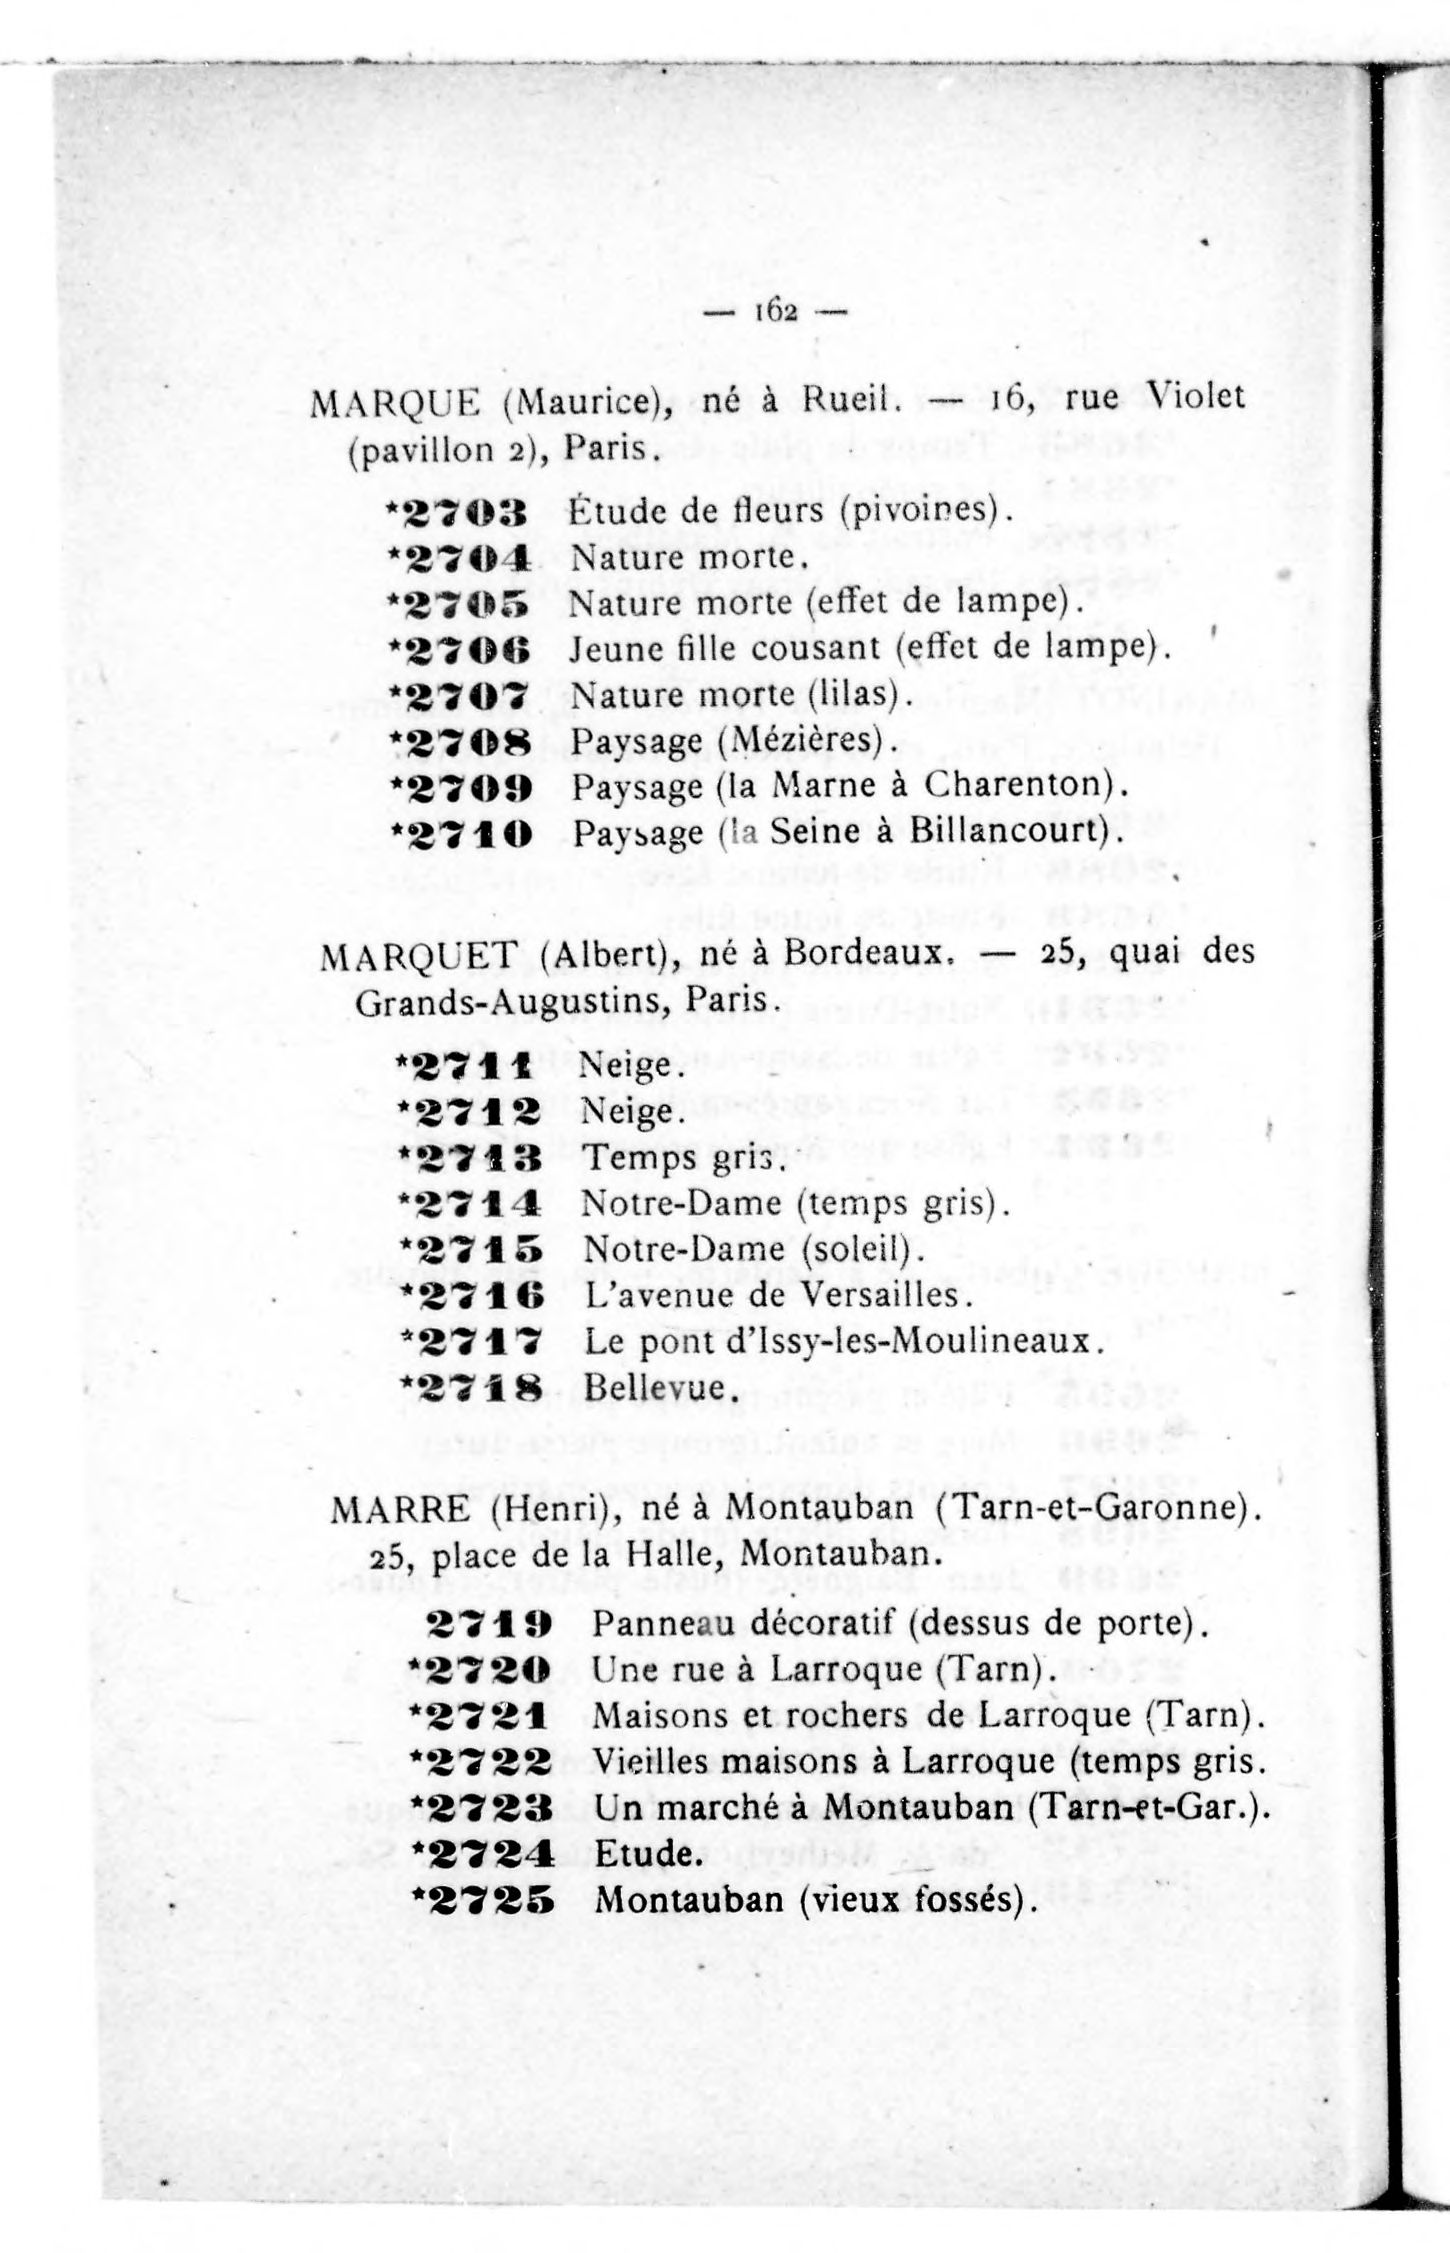 — 162 —
MARQUE (Maurice), né à Rueil. — 16, rue Violet
(pavillon 2), Paris.
*2703 Étude de fleurs (pivoines).
*2704 Nature morte.
*2705 Nature morte (effet de lampe).
*2706 Jeune fille cousant (effet de lampe).
*2707 Nature morte (lilas).
*2708 Paysage (Mézières).
*2709 Paysage (la Marne à Charenton).
*2710 Paysage (la Seine à Billancourt).
MARQUET (Albert), né à Bordeaux. — 25, quai des
Grands-Augustins, Paris.
*2711 Neige.
*2712 Neige.
*2713 Temps gris.
*2714 Notre-Dame (temps gris).
*2715 Notre-Dame (soleil).
*2716 L'avenue de Versailles.
*2717 Le pont d'Issy-les-Moulineaux.
*2718 Bellevue.
MARRE (Henri), né à Montauban (Tarn-et-Garonne).
25, place de la Halle, Montauban.
2719 Panneau décoratif (dessus de porte).
*2720 Une rue à Larroque (Tarn).
*2721 Maisons et rochers de Larroque (Tarn).
*2722 Vieilles maisons à Larroque (temps gris.
*2723 Un marché à Montauban (Tarn-et-Gar.).
*2724 Etude.
*2725 Montauban (vieux fossés).